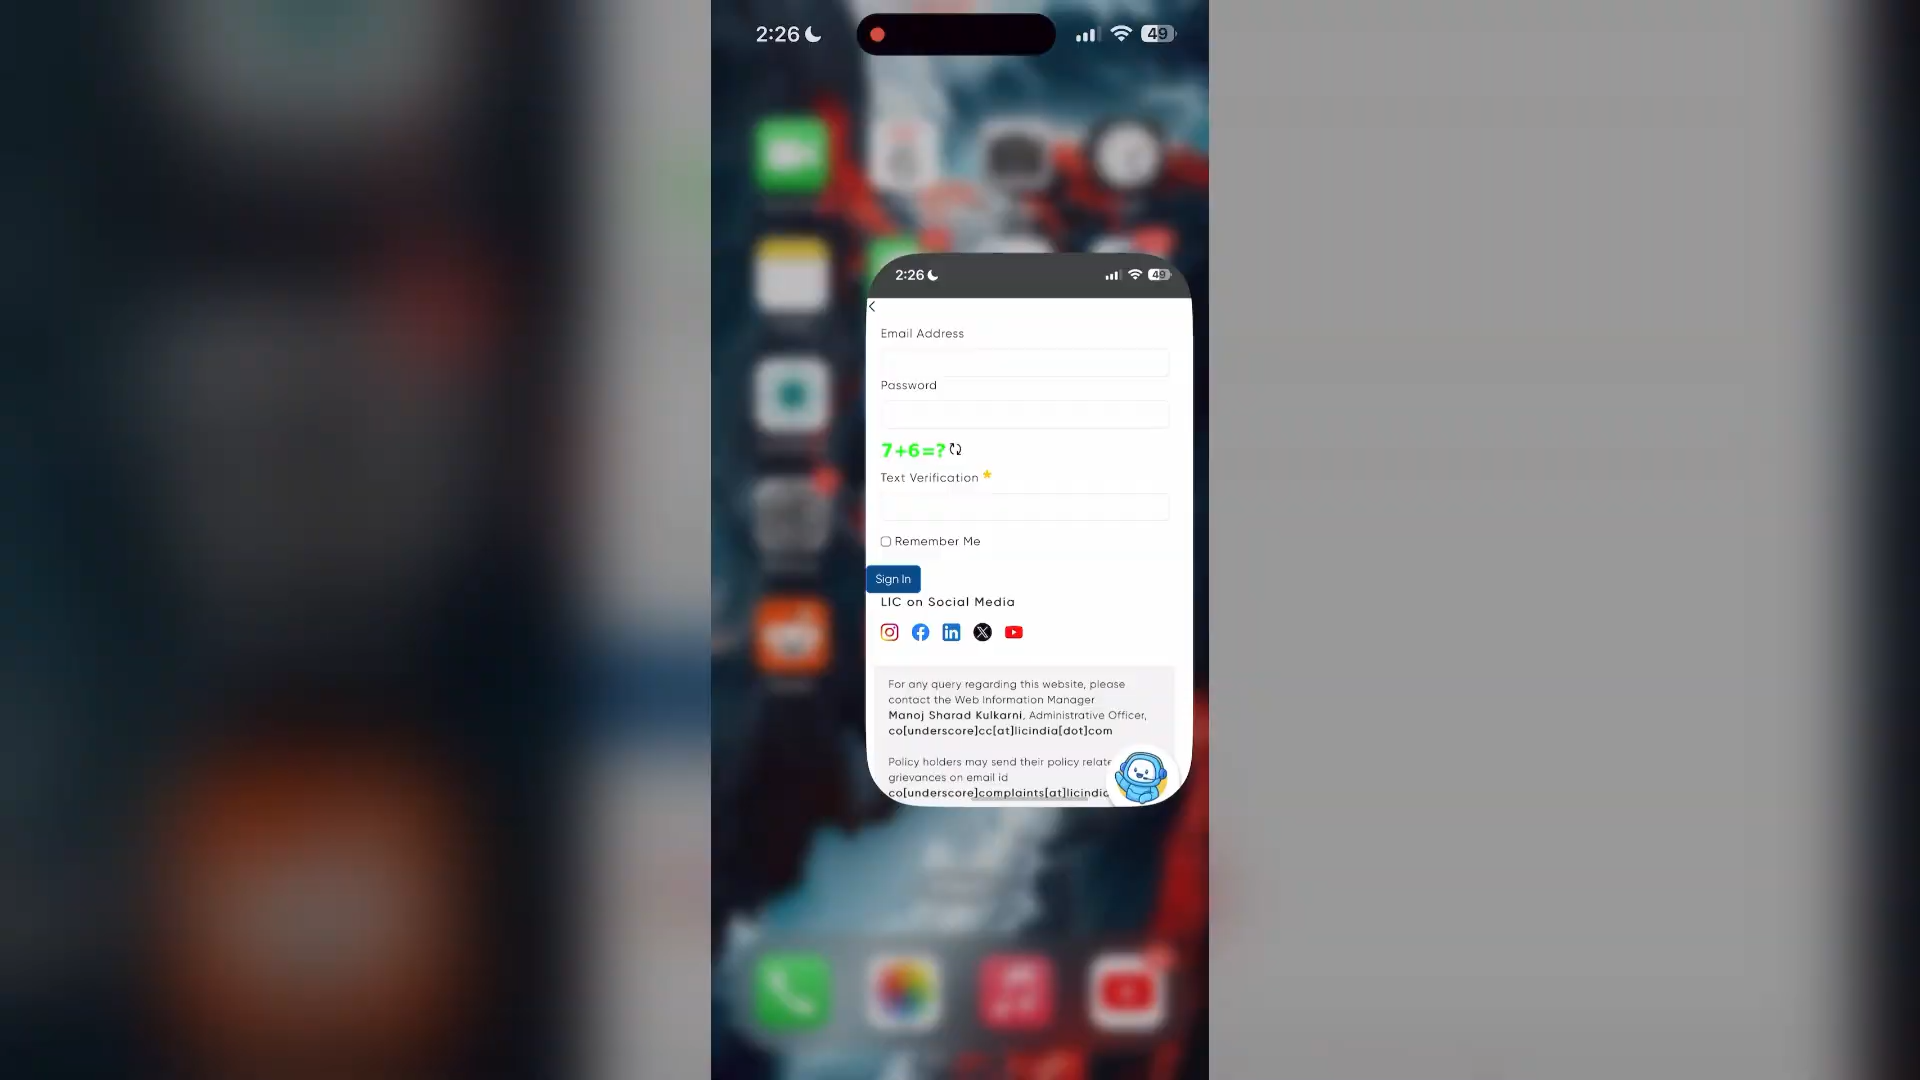 2:26
49
2:26
49
Email Address
Password
7+6=?
Text Verification *
Remember Me
Sign In
LIC on Social Media
For any query regarding this website, please
contact the Web Information Manager
Manoj Sharad Kulkarni, Administrative Officer,
co[underscore]cc[at]licindia[dot]com
Policy holders may send their policy relate
grievances on email id
co[underscore]complaints[at]licindic